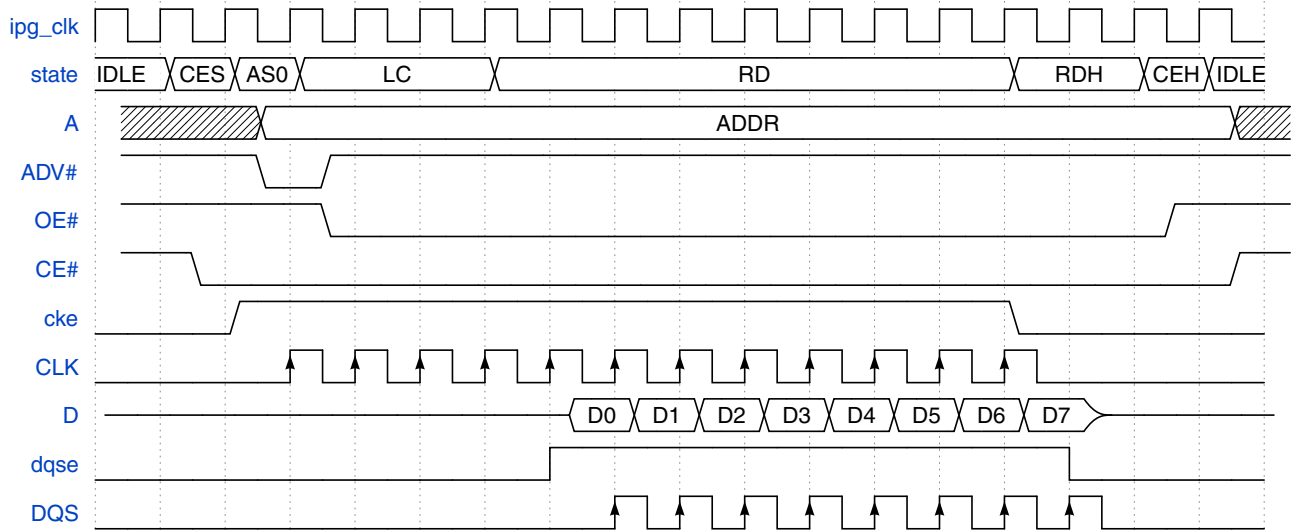 ipg_clk
state IDLE CES AS0 LC RD RDH CEH IDLE
A ADDR
ADV#
OE#
CE#
cke
CLK
D D0 D1 D2 D3 D4 D5 D6 D7
dqse
DQS